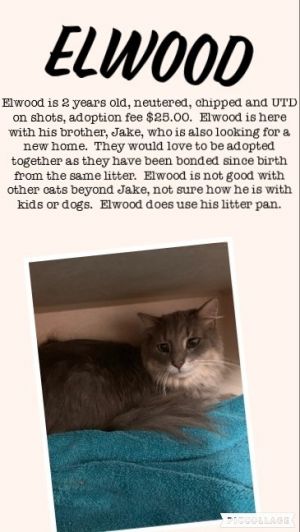 ELWOOD
Elwood is 2 years old, neutered, chipped and UTD
on shots, adoption fee $25.00.  Elwood is here
with his brother, Jake, who is also looking for a
new home.  They would love to be adopted
together as they have been bonded since birth
from the same litter.  Elwood is not good with
other cats beyond Jake, not sure how he is with
kids or dogs.  Elwood does use his litter pan.
PICCOLLAGE